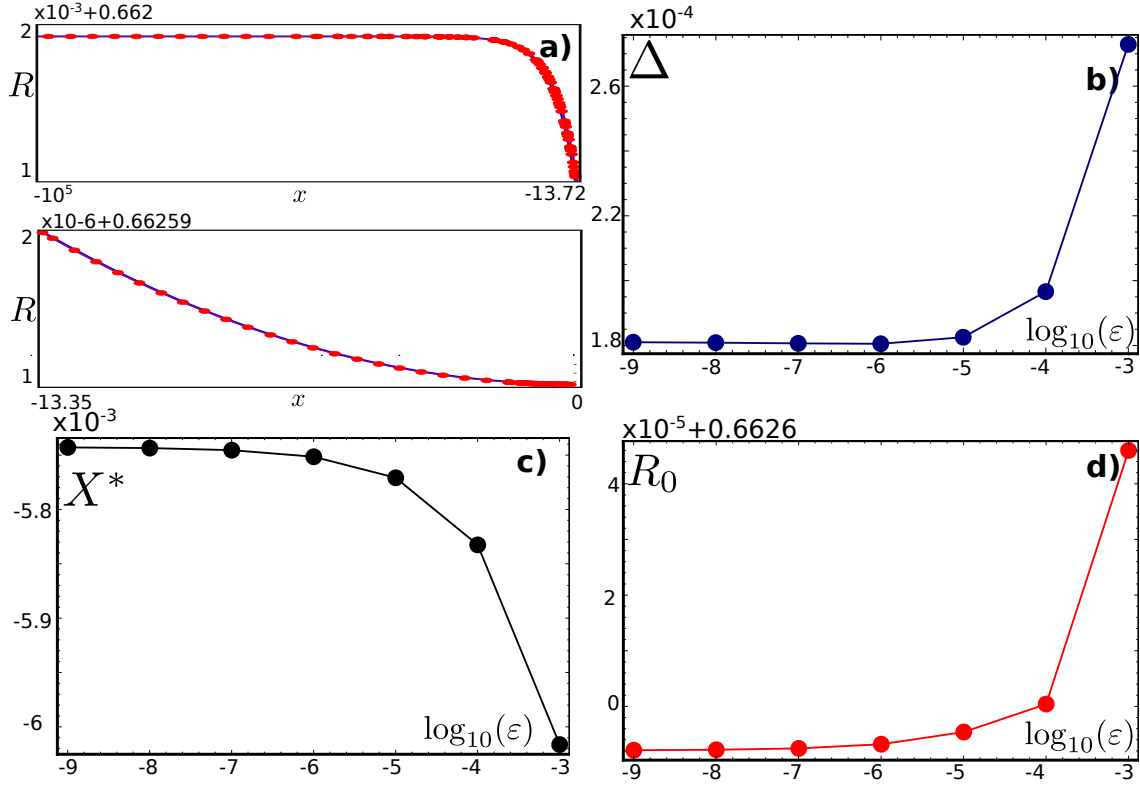 x10-3+0.662
2
a)
R
1
-10⁵
x
-13.72
x10-6+0.66259
2
R
1
-13.35
x
0
x10-4
Δ
b)
2.6
2.2
1.8
log₁₀(ε)
-9 -8 -7 -6 -5 -4 -3
x10-3
c)
X*
-5.8
-5.9
-6
log₁₀(ε)
-9 -8 -7 -6 -5 -4 -3
x10-5+0.6626
R₀
d)
4
2
0
log₁₀(ε)
-9 -8 -7 -6 -5 -4 -3